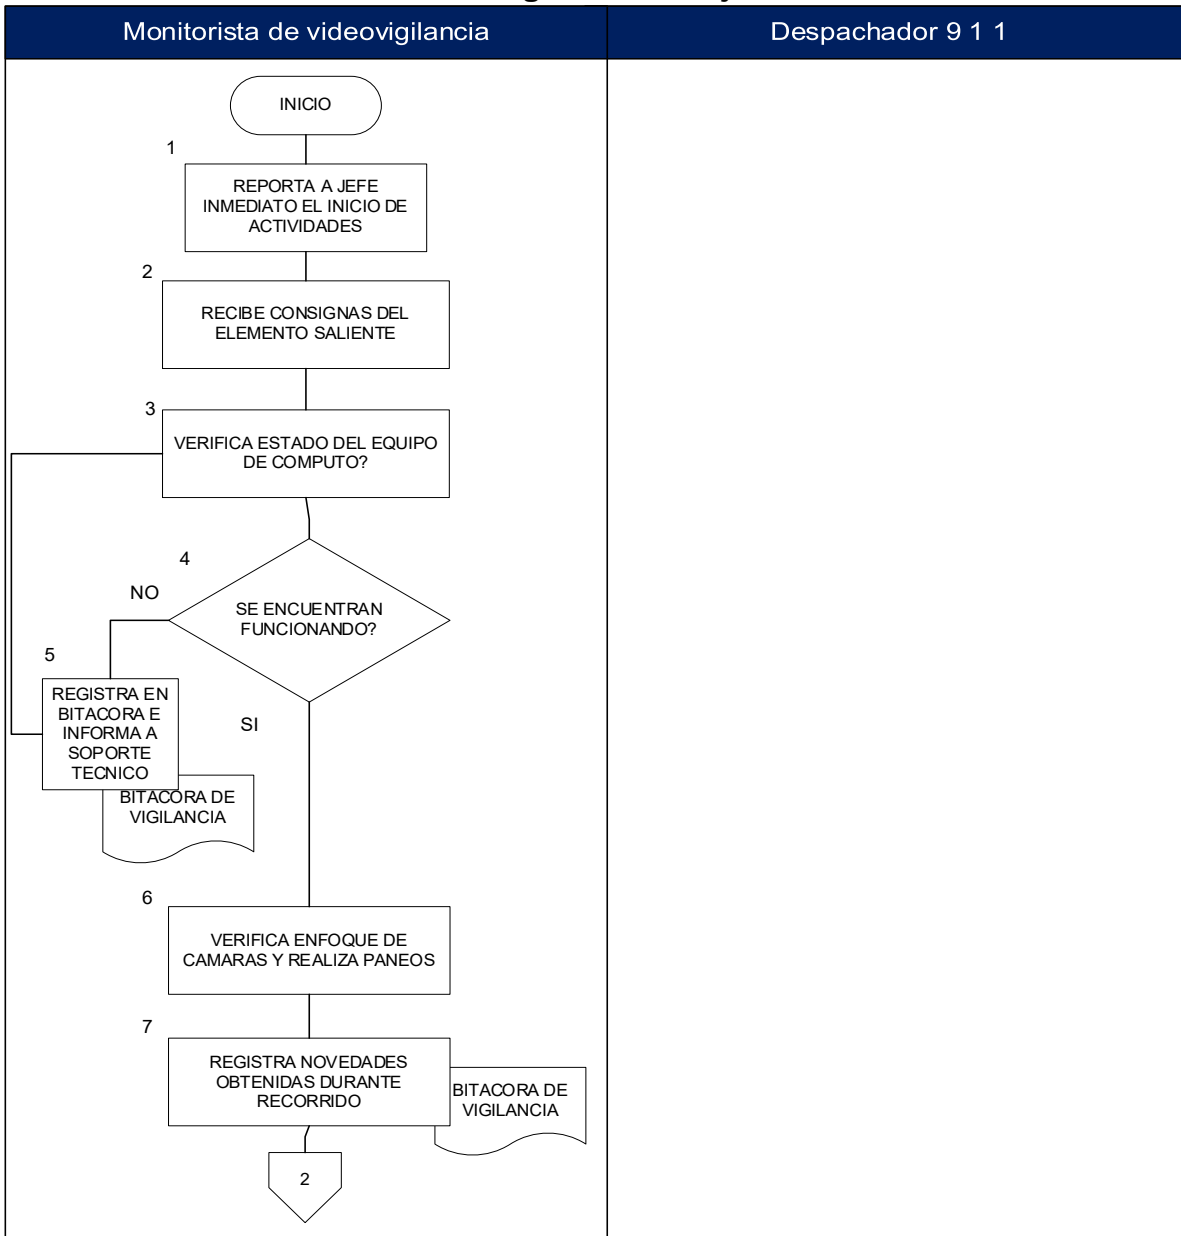 Monitorista de videovigilancia
Despachador 9 1 1
INICIO
1
REPORTA A JEFE
INMEDIATO EL INICIO DE
ACTIVIDADES
2
RECIBE CONSIGNAS DEL
ELEMENTO SALIENTE
3
VERIFICA ESTADO DEL EQUIPO
DE COMPUTO?
4
NO
SE ENCUENTRAN
FUNCIONANDO?
5
REGISTRA EN
BITACORA E
INFORMA A
SOPORTE
TECNICO
SI
BITACORA DE
VIGILANCIA
6
VERIFICA ENFOQUE DE
CAMARAS Y REALIZA PANEOS
7
REGISTRA NOVEDADES
OBTENIDAS DURANTE
RECORRIDO
BITACORA DE
VIGILANCIA
2